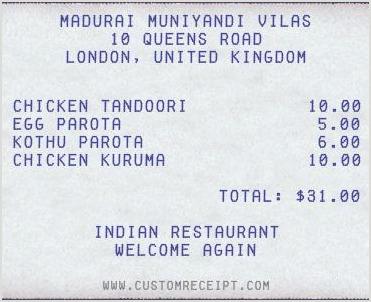 MADURAI MUNIYANDI VILAS
10 QUEENS ROAD
LONDON, UNITED KINGDOM
CHICKEN TANDOORI 10.00
EGG PAROTA 5.00
KOTHU PAROTA 6.00
CHICKEN KURUMA 10.00
TOTAL: $31.00
INDIAN RESTAURANT
WELCOME AGAIN
WWW.CUSTOMRECEIPT.COM